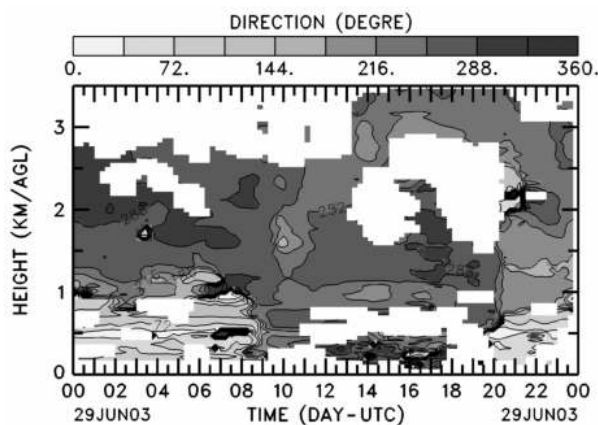 DIRECTION (DEGRE)
0. 72. 144. 216. 288. 360.
HEIGHT (KM/AGL)
3
2
1
0
252
00 02 04 06 08 10 12 14 16 18 20 22 00
29JUN03 TIME (DAY-UTC) 29JUN03